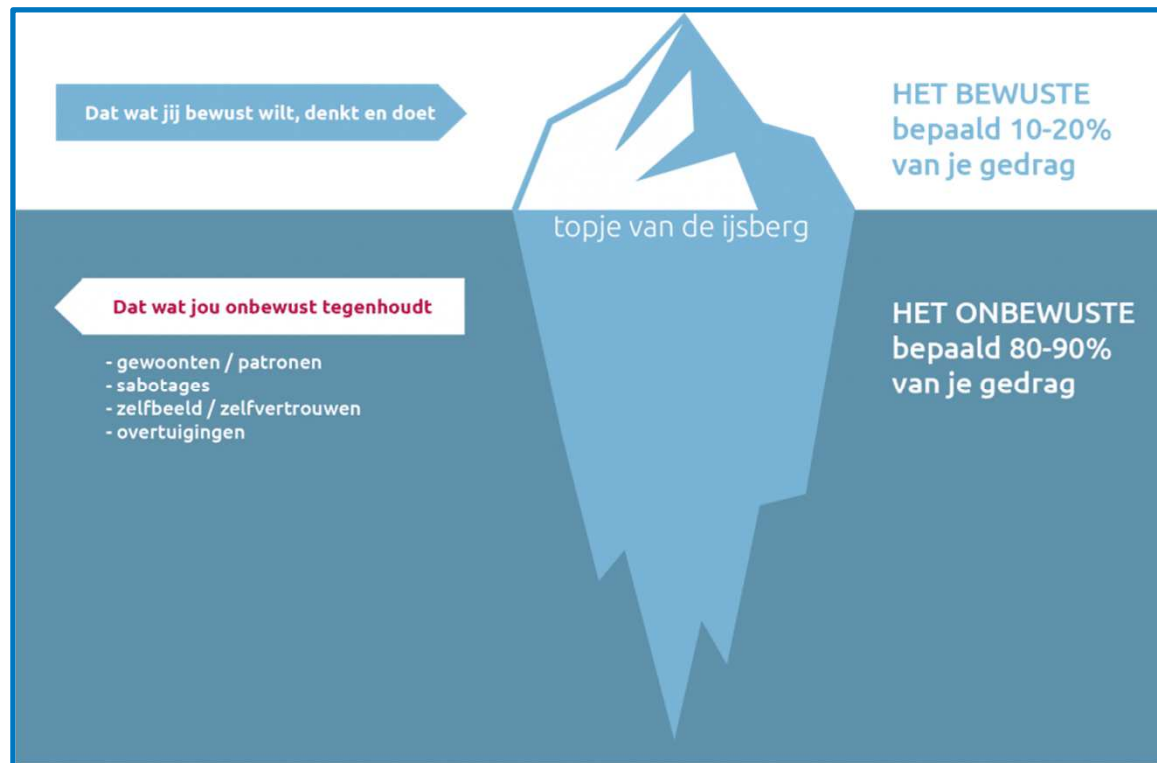 Dat wat jij bewust wilt, denkt en doet
HET BEWUSTE
bepaald 10-20%
van je gedrag
topje van de ijsberg
Dat wat jou onbewust tegenhoudt
- gewoonten / patronen
- sabotages
- zelfbeeld / zelfvertrouwen
- overtuigingen
HET ONBEWUSTE
bepaald 80-90%
van je gedrag